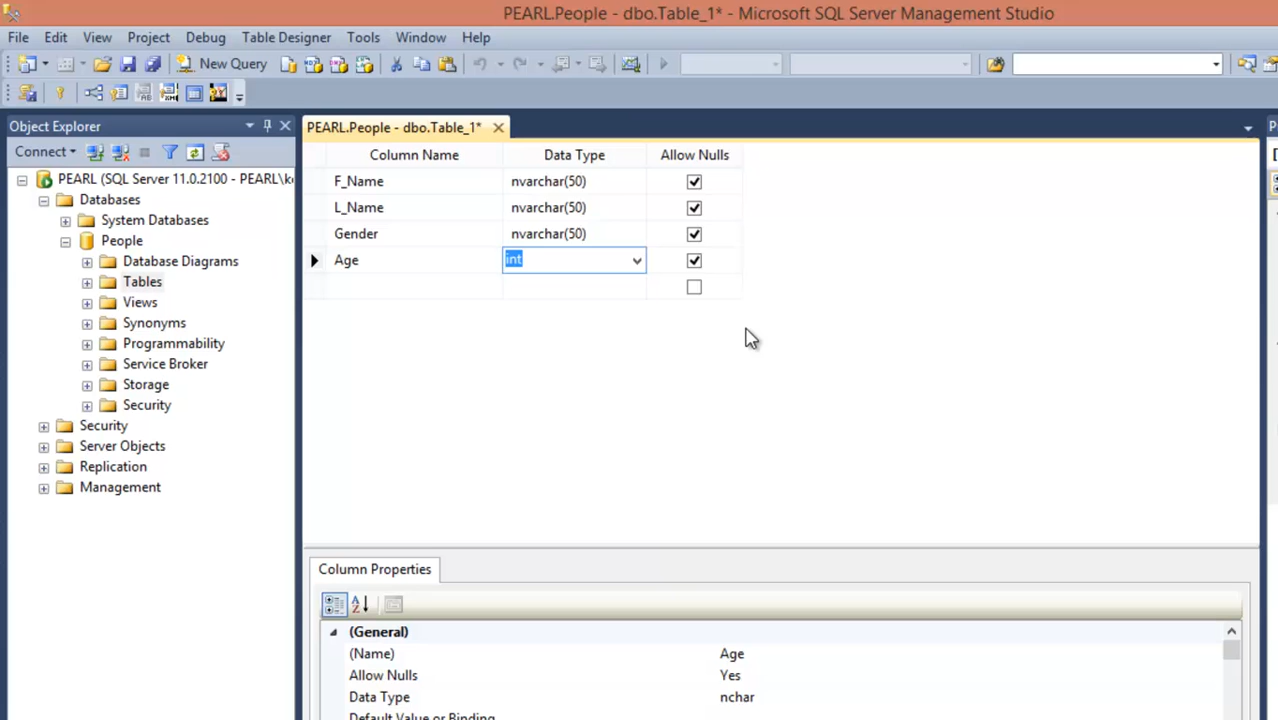 PEARL.People - dbo.Table_1* - Microsoft SQL Server Management Studio
File Edit View Project Debug Table Designer Tools Window Help
New Query
Object Explorer
Connect
PEARL (SQL Server 11.0.2100 - PEARL\k
Databases
System Databases
People
Database Diagrams
Tables
Views
Synonyms
Programmability
Service Broker
Storage
Security
Security
Server Objects
Replication
Management
PEARL.People - dbo.Table_1*
Column Name Data Type Allow Nulls
F_Name nvarchar(50)
L_Name nvarchar(50)
Gender nvarchar(50)
Age int
Column Properties
(General)
(Name) Age
Allow Nulls Yes
Data Type nchar
Default Value or Binding